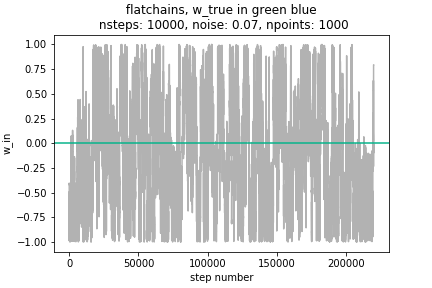 flatchains, w_true in green blue
nsteps: 10000, noise: 0.07, npoints: 1000
1.00
0.75
0.50
0.25
0.00
−0.25
−0.50
−0.75
−1.00
w_in
0 50000 100000 150000 200000
step number